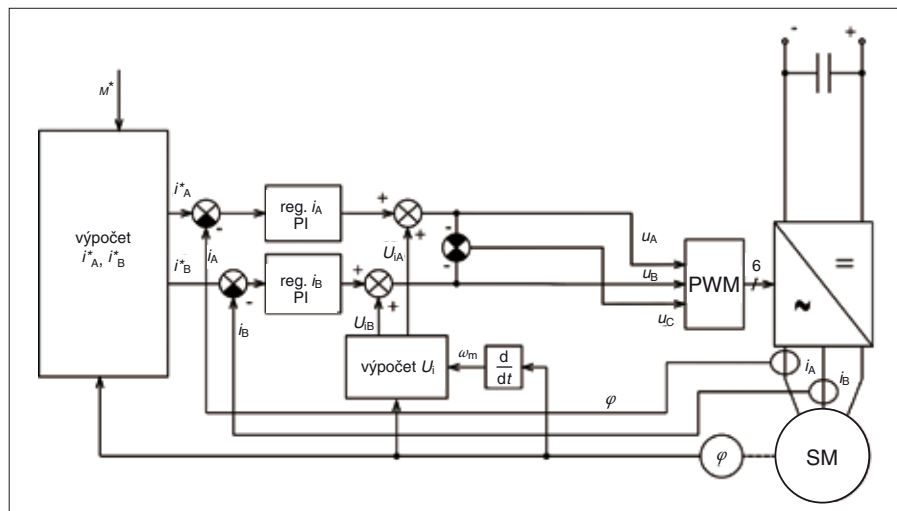 - +
M*
i*A
+
reg. iA
PI
+
-
výpočet
i*A, i*B
iA
UiA
-
uA
6
=
i*B
+
-
uB
PWM
reg. iB
PI
-
+
~
iB
UiB
uC
výpočet Ui
ωm
d
dt
iA
iB
φ
φ
SM